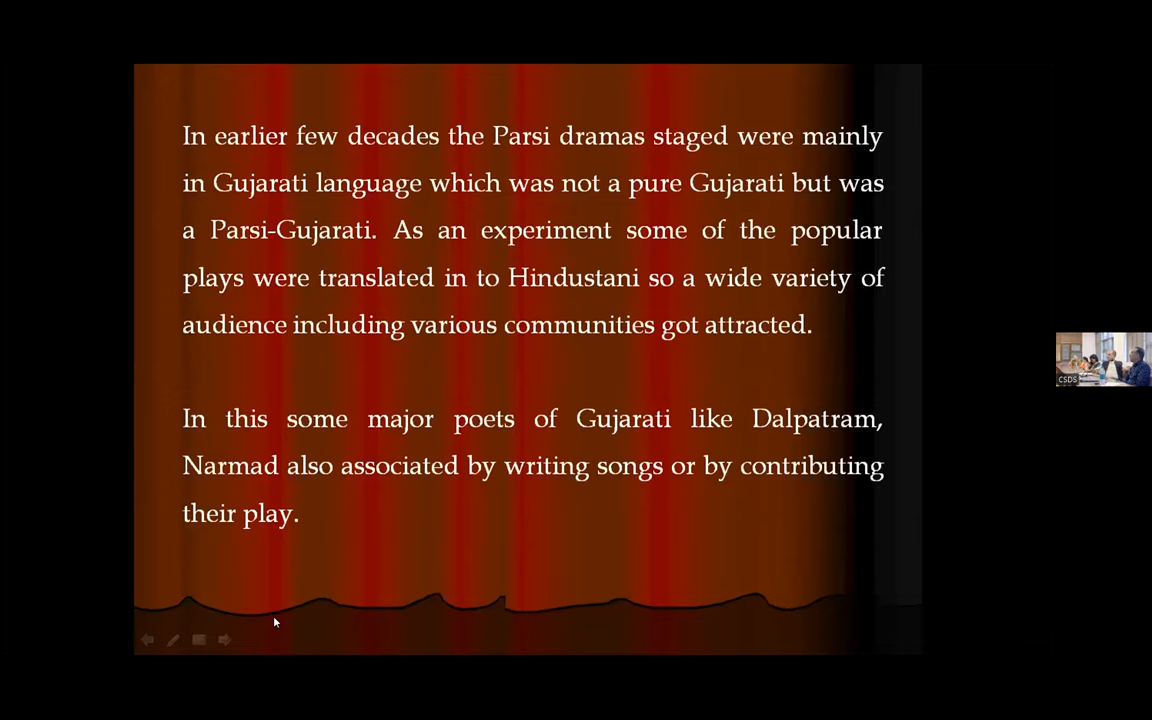 In earlier few decades the Parsi dramas staged were mainly
in Gujarati language which was not a pure Gujarati but was
a Parsi-Gujarati. As an experiment some of the popular
plays were translated in to Hindustani so a wide variety of
audience including various communities got attracted.
In this some major poets of Gujarati like Dalpatram,
Narmad also associated by writing songs or by contributing
their play.
CSDS